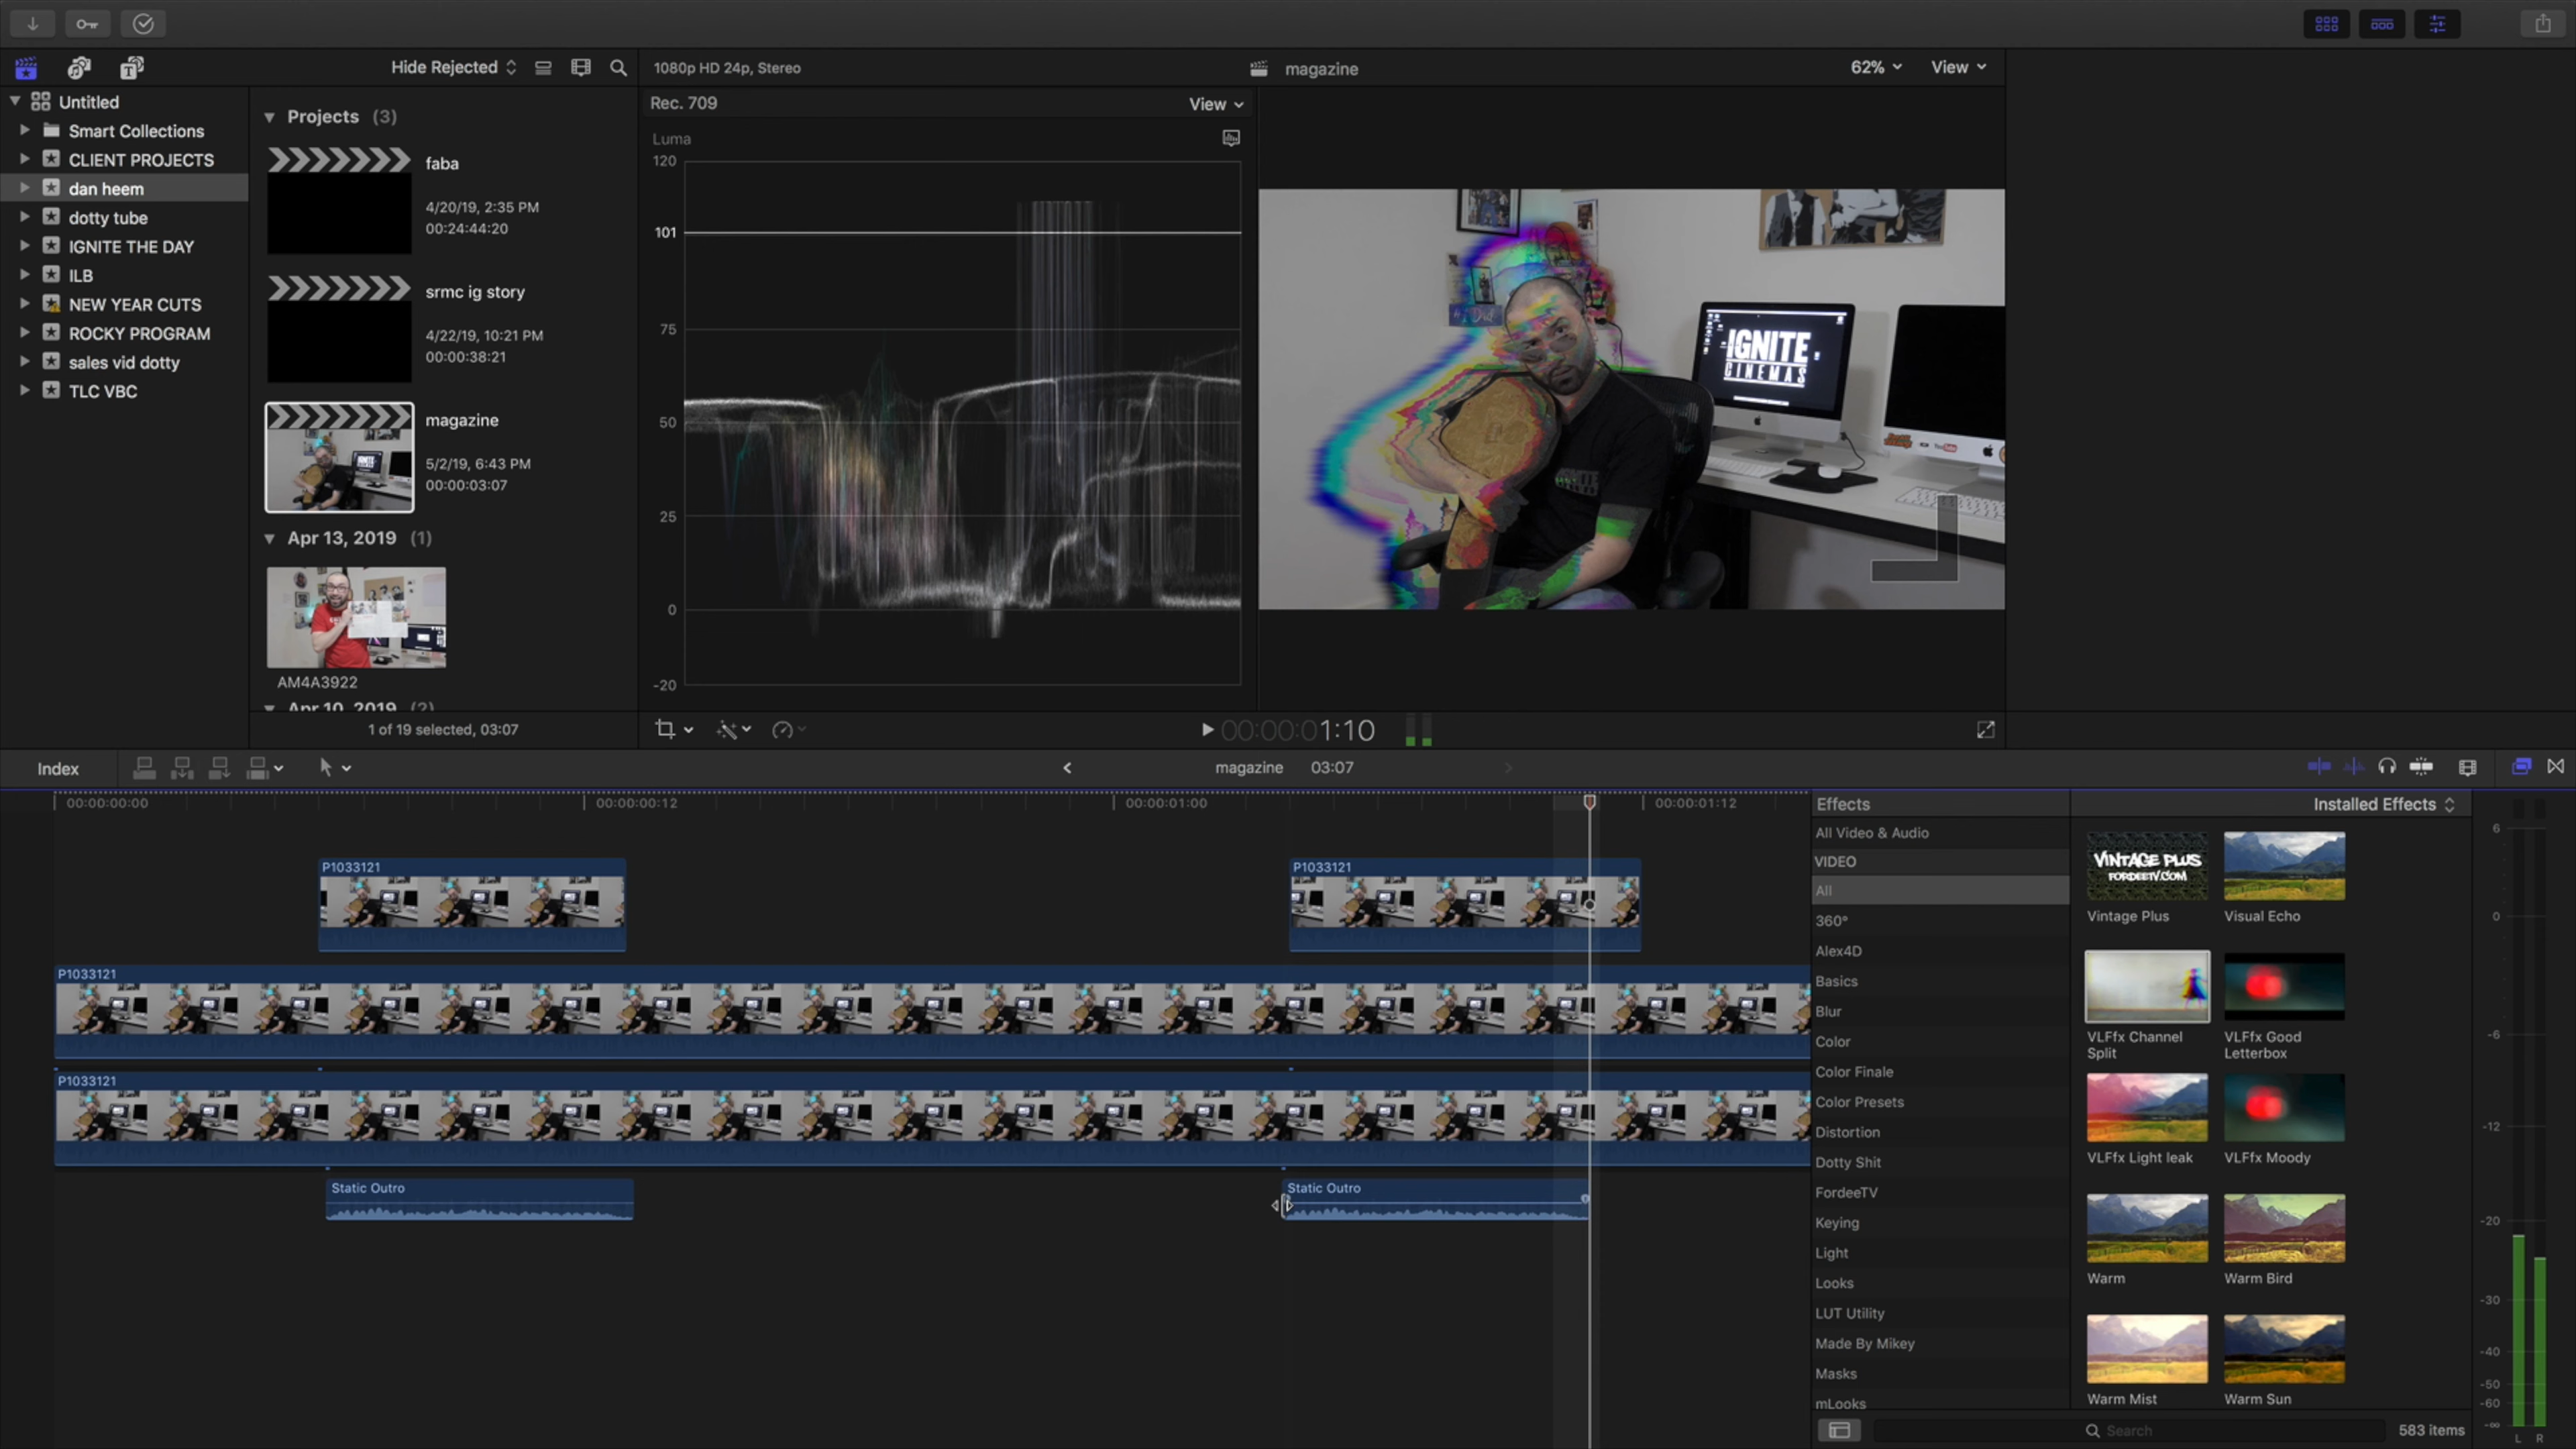 Hide Rejected
1080p HD 24p, Stereo
magazine
62%
View
Untitled
Smart Collections
CLIENT PROJECTS
dan heem
dotty tube
IGNITE THE DAY
ILB
NEW YEAR CUTS
ROCKY PROGRAM
sales vid dotty
TLC VBC
Projects (3)
faba
4/20/19, 2:35 PM
00:24:44:20
srmc ig story
4/22/19, 10:21 PM
00:00:38:21
magazine
5/2/19, 6:43 PM
00:00:03:07
Apr 13, 2019 (1)
AM4A3922
Apr 10, 2019 (2)
1 of 19 selected, 03:07
Rec. 709
View
Luma
120
101
75
50
25
0
-20
IGNITE
CINEMAS
00:00:01:10
Index
magazine 03:07
00:00:00:00
00:00:00:12
00:00:01:00
00:00:01:12
P1033121
P1033121
P1033121
P1033121
Static Outro
Static Outro
Effects
All Video & Audio
VIDEO
All
360°
Alex4D
Basics
Blur
Color
Color Finale
Color Presets
Distortion
Dotty Shit
FordeeTV
Keying
Light
Looks
LUT Utility
Made By Mikey
Masks
mLooks
Installed Effects
VINTAGE PLUS
FORDEETV.COM
Vintage Plus
Visual Echo
VLFfx Channel
Split
VLFfx Good
Letterbox
VLFfx Light leak
VLFfx Moody
Warm
Warm Bird
Warm Mist
Warm Sun
Search
583 items
6
0
-6
-12
-20
-30
-40
-50
-60
-∞
L R